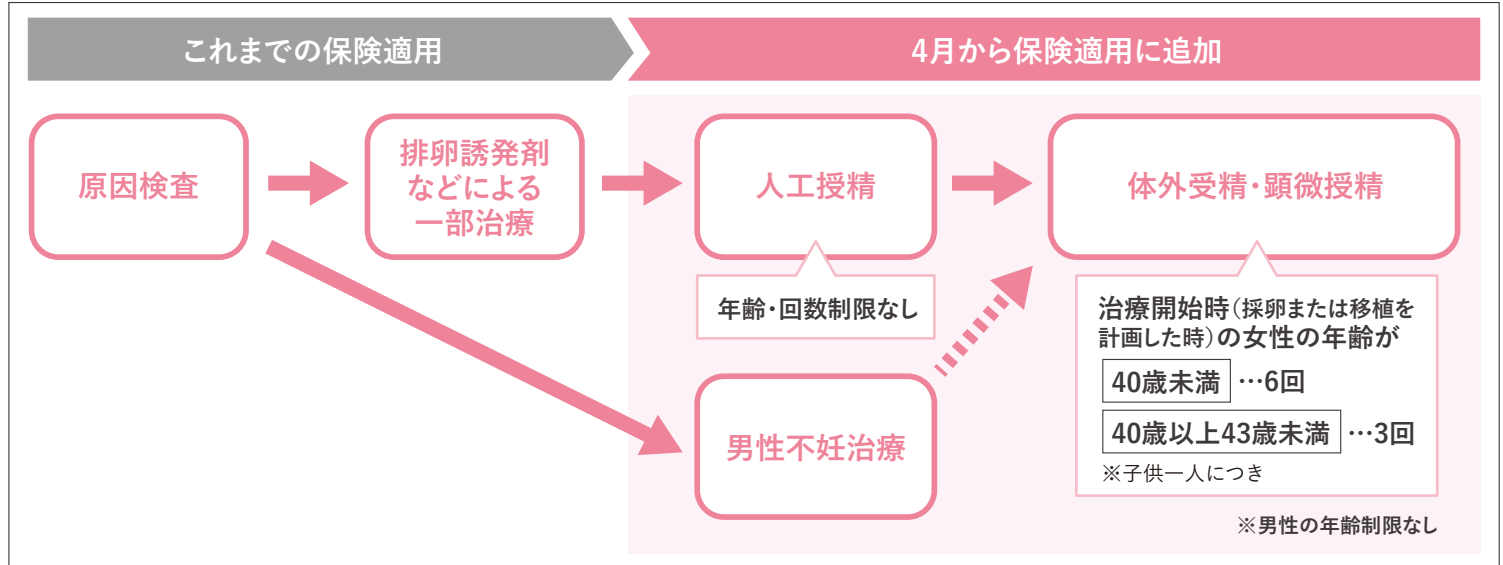 これまでの保険適用
4月から保険適用に追加
原因検査
排卵誘発剤
などによる
一部治療
人工授精
体外受精・顕微授精
年齢・回数制限なし
男性不妊治療
治療開始時(採卵または移植を
計画した時)の女性の年齢が
40歳未満…6回
40歳以上43歳未満…3回
※子供一人につき
※男性の年齢制限なし